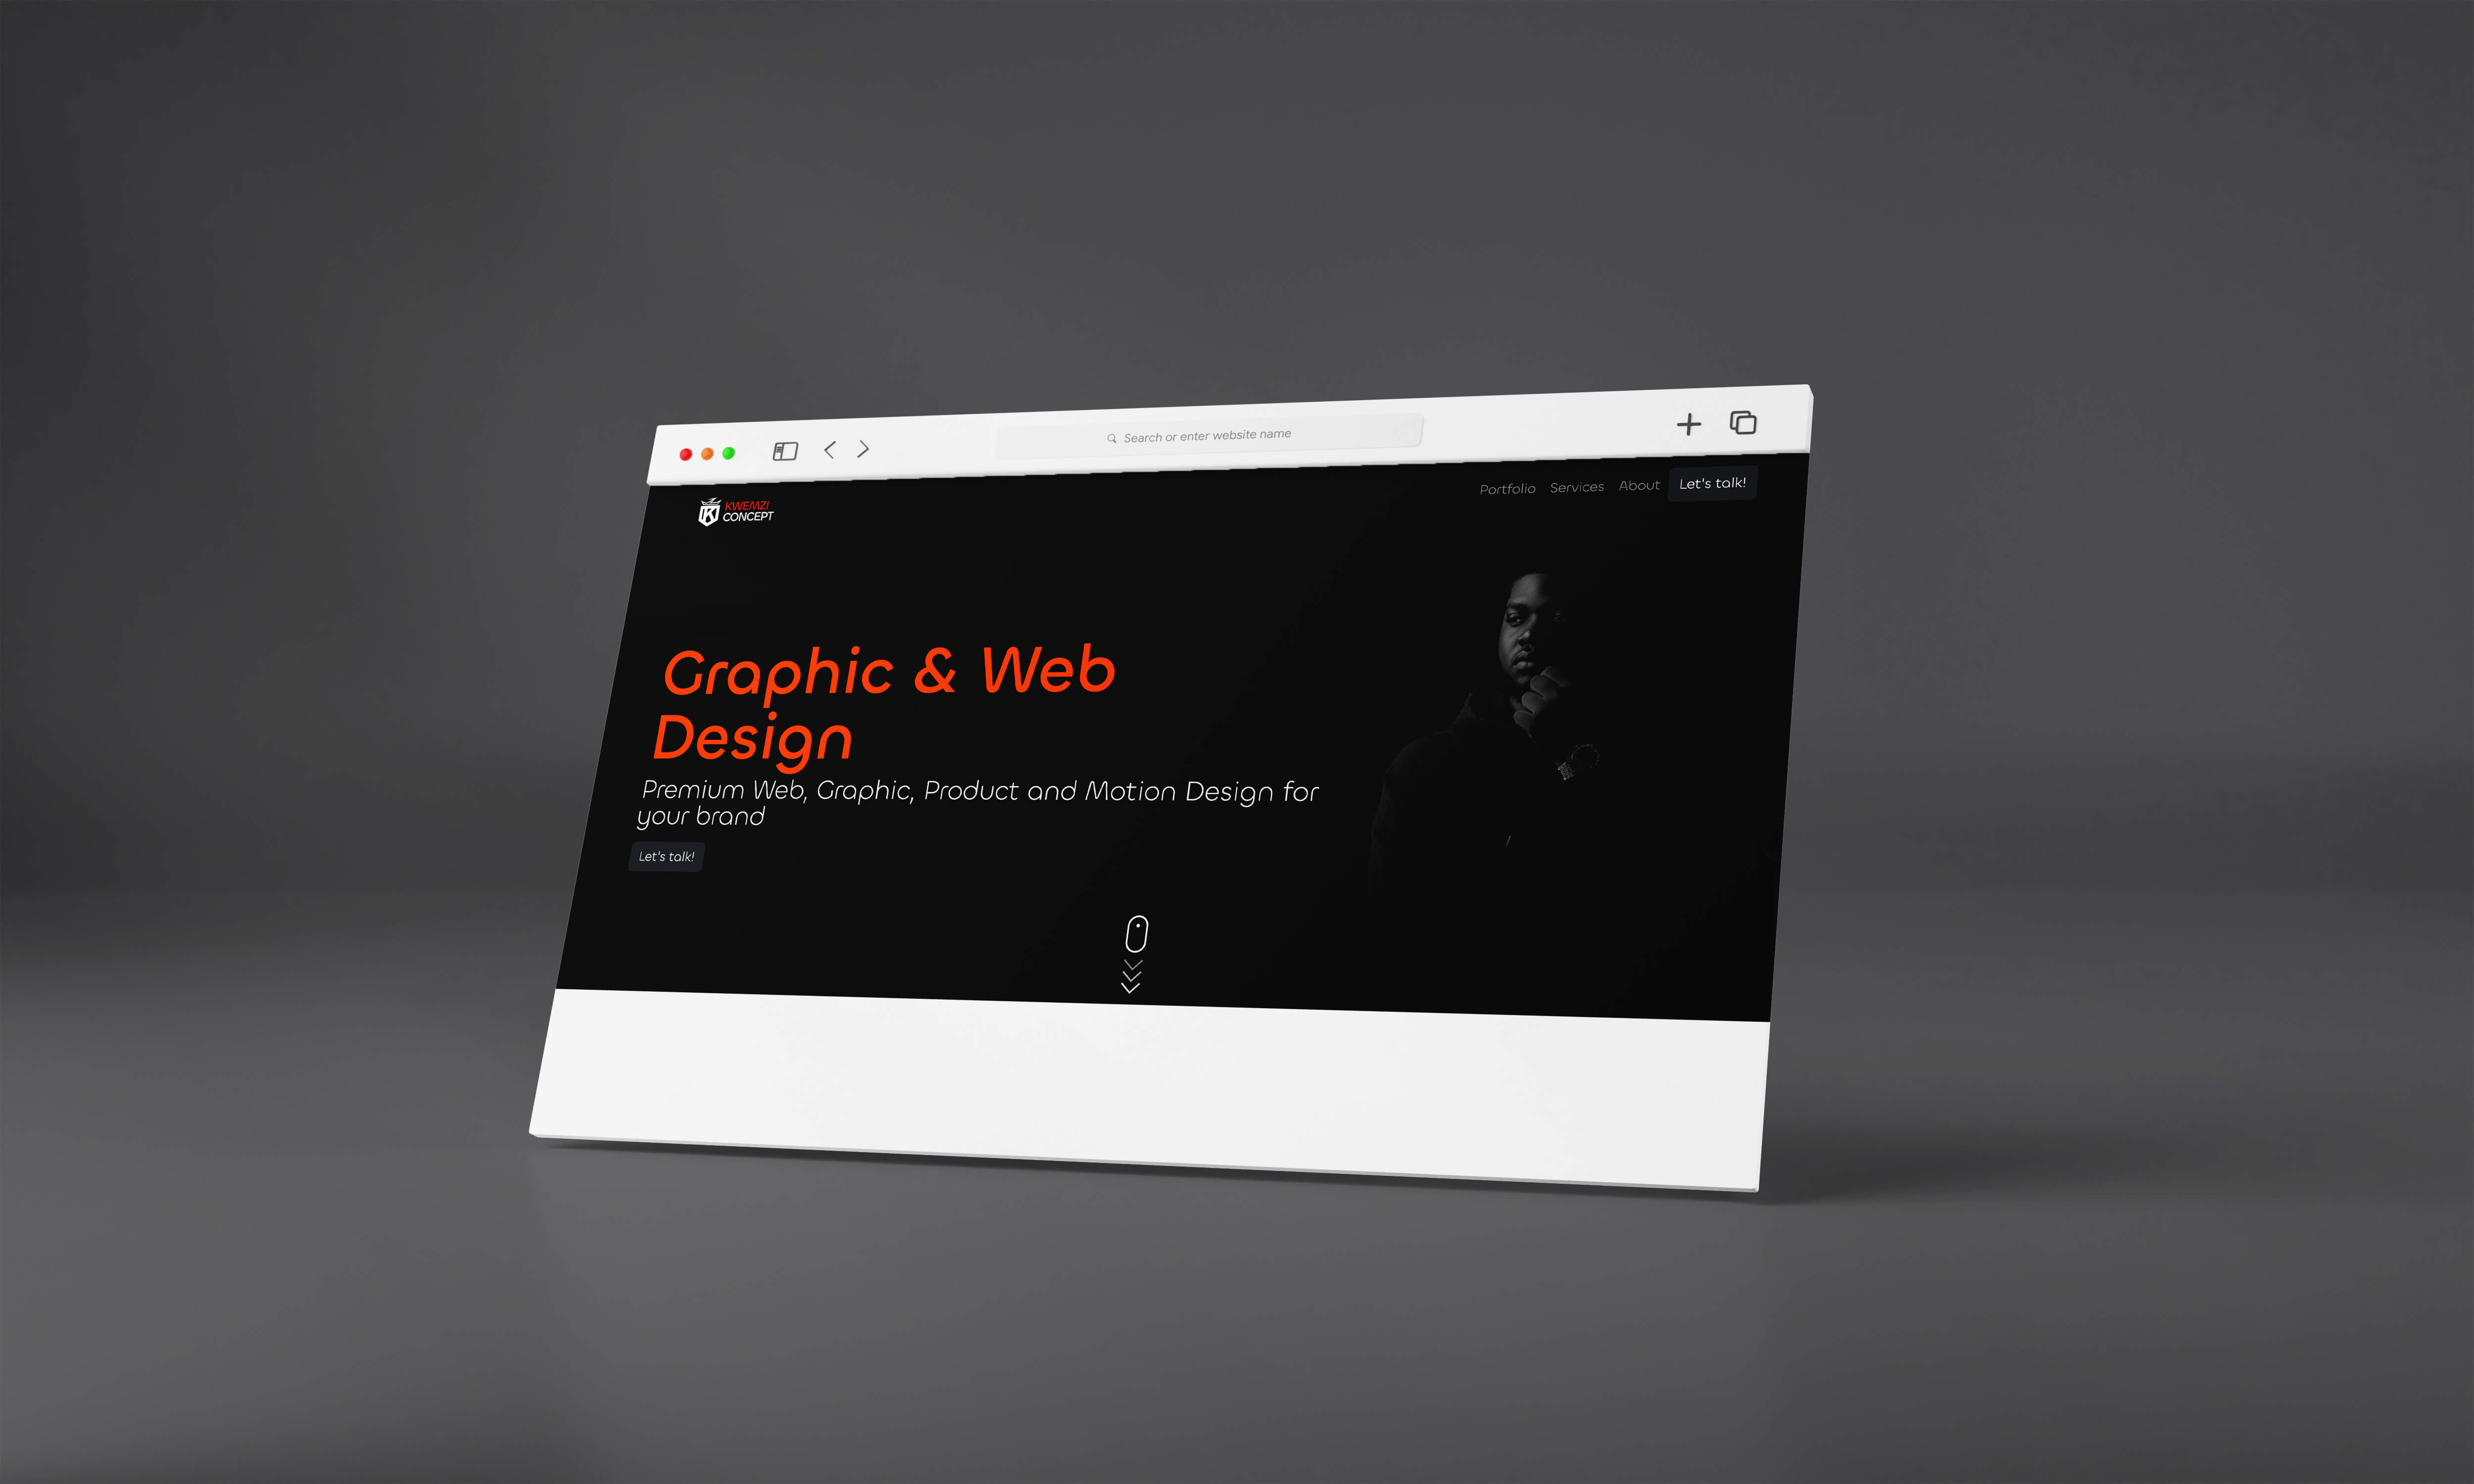 Search or enter website name
KWEMZI
CONCEPT
Portfolio Services About Let's talk!
Graphic & Web
Design
Premium Web, Graphic, Product and Motion Design for
your brand
Let's talk!